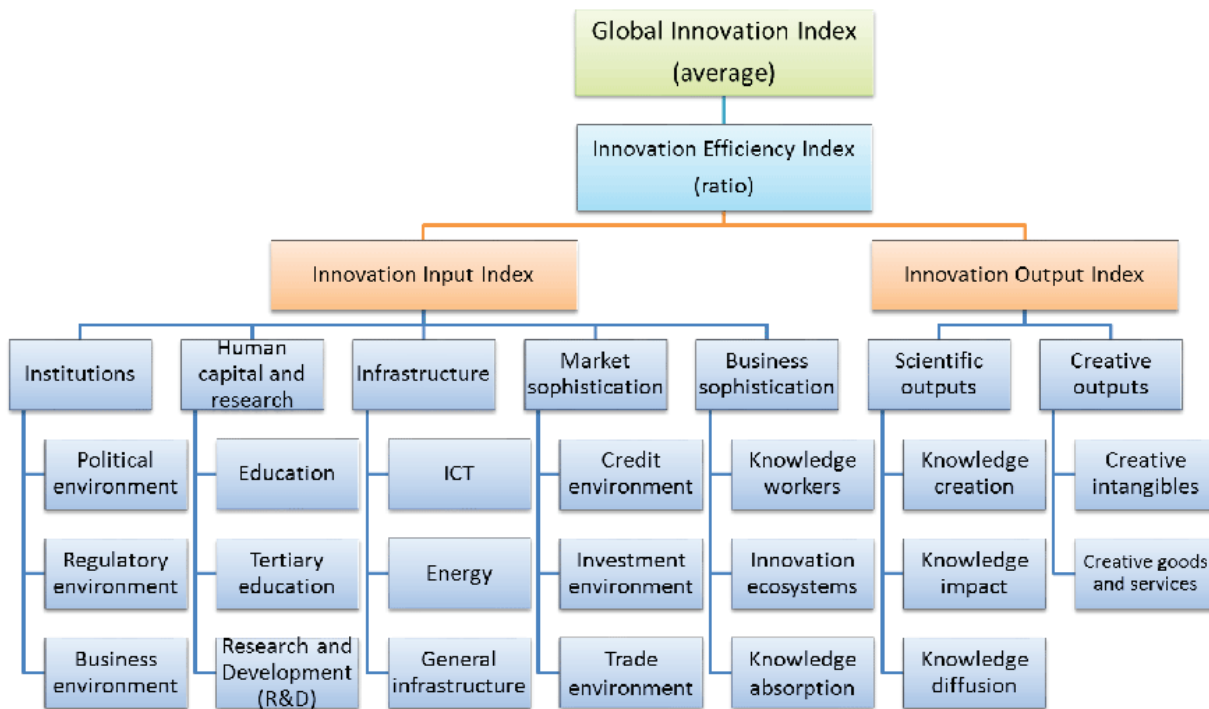 Global Innovation Index
(average)
Innovation Efficiency Index
(ratio)
Innovation Input Index
Innovation Output Index
Institutions
Human
capital and
research
Infrastructure
Market
sophistication
Business
sophistication
Scientific
outputs
Creative
outputs
Political
environment
Education
ICT
Credit
environment
Knowledge
workers
Knowledge
creation
Creative
intangibles
Regulatory
environment
Tertiary
education
Energy
Investment
environment
Innovation
ecosystems
Knowledge
impact
Creative goods
and services
Business
environment
Research and
Development
(R&D)
General
infrastructure
Trade
environment
Knowledge
absorption
Knowledge
diffusion